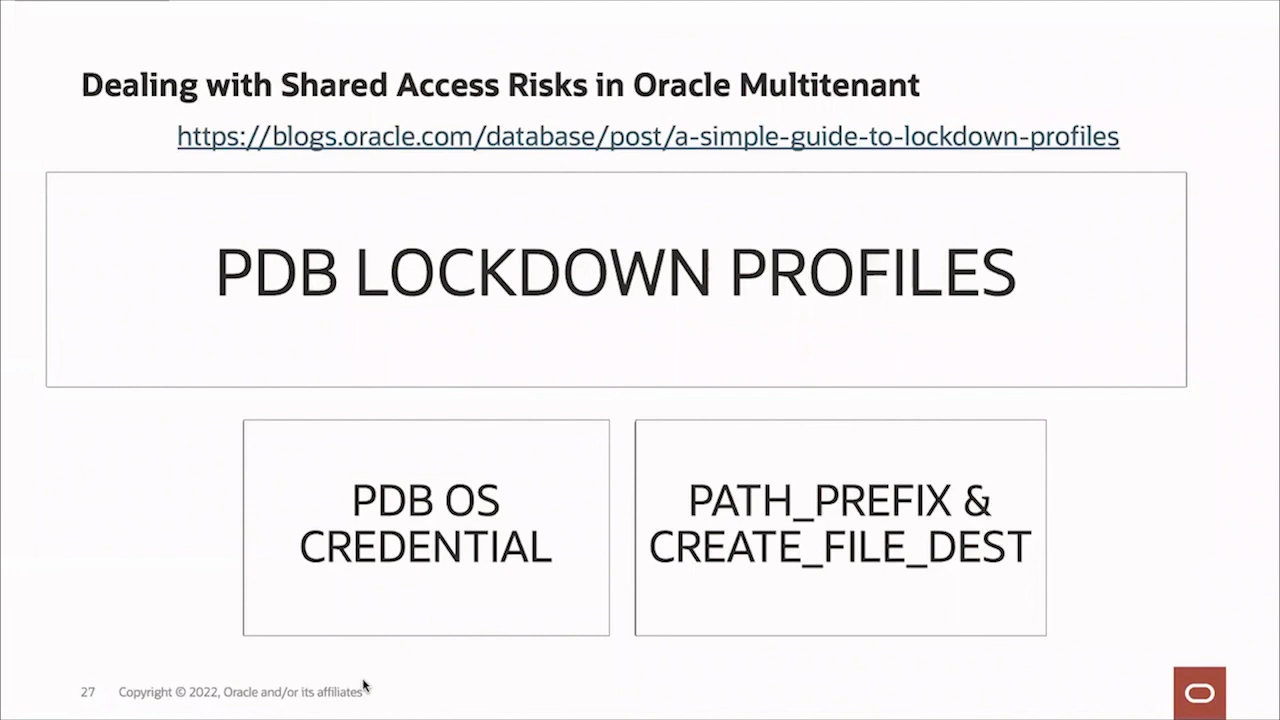 Dealing with Shared Access Risks in Oracle Multitenant
https://blogs.oracle.com/database/post/a-simple-guide-to-lockdown-profiles
PDB LOCKDOWN PROFILES
PDB OS
CREDENTIAL
PATH_PREFIX &
CREATE_FILE_DEST
27 Copyright © 2022, Oracle and/or its affiliates